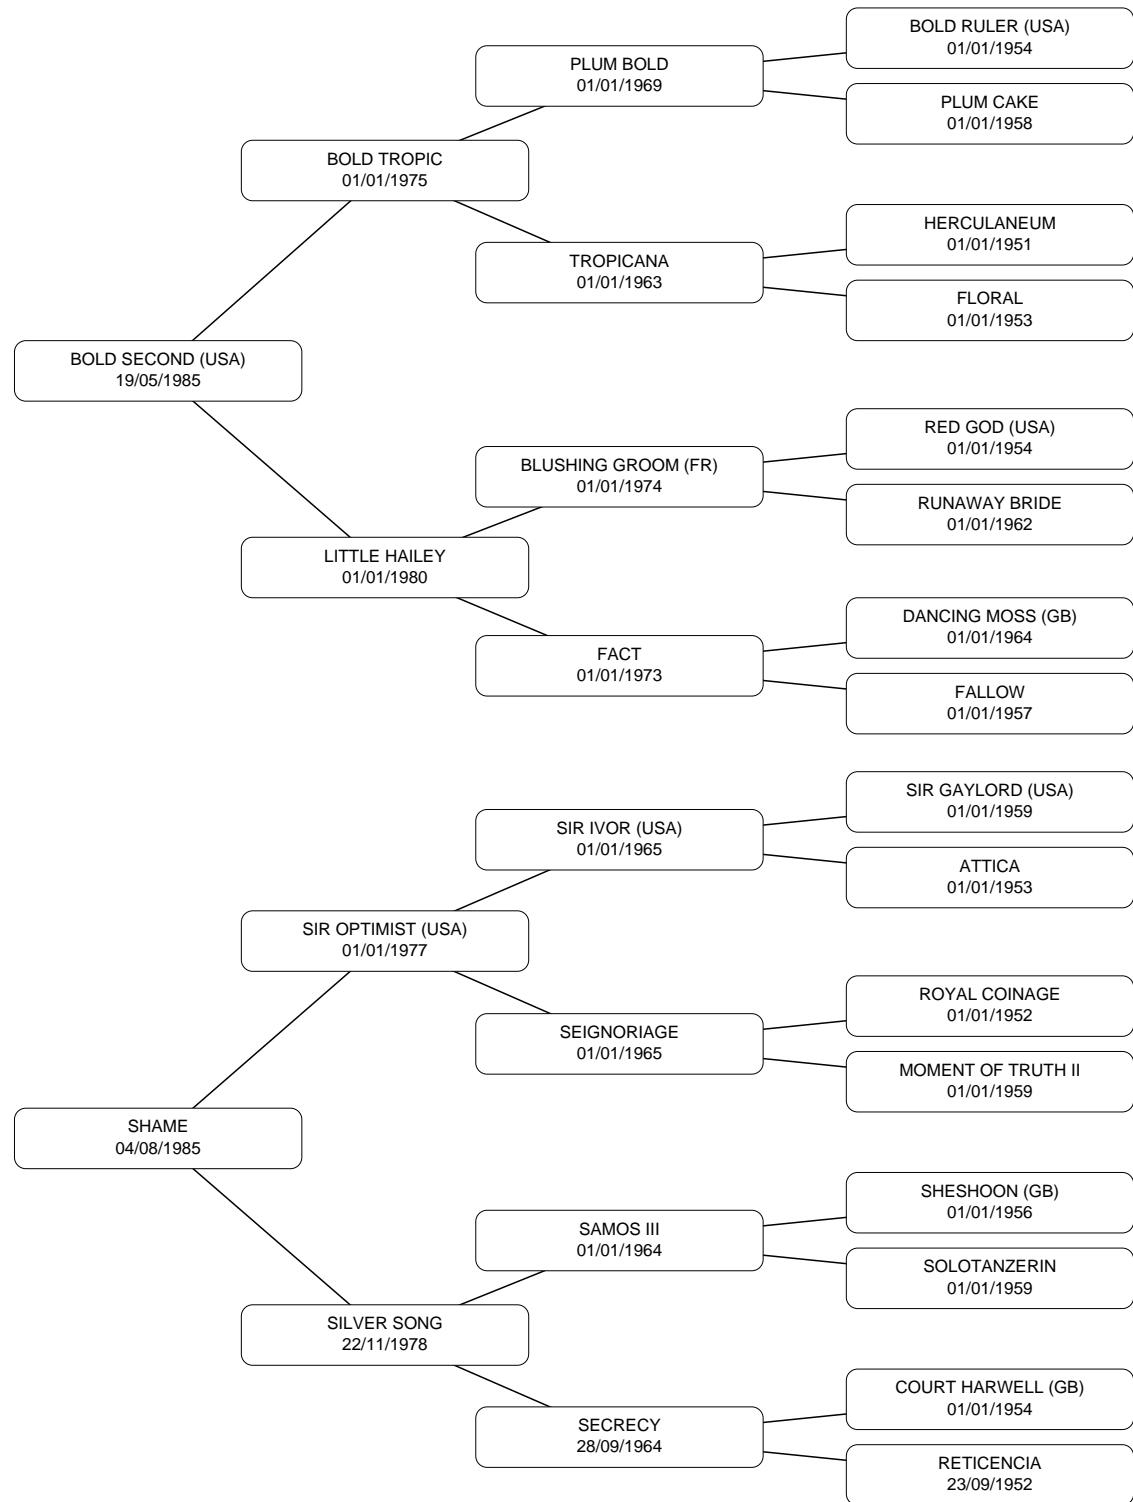 BOLD RULER (USA)
01/01/1954
PLUM BOLD
01/01/1969
PLUM CAKE
01/01/1958
BOLD TROPIC
01/01/1975
HERCULANEUM
01/01/1951
TROPICANA
01/01/1963
FLORAL
01/01/1953
BOLD SECOND (USA)
19/05/1985
RED GOD (USA)
01/01/1954
BLUSHING GROOM (FR)
01/01/1974
RUNAWAY BRIDE
01/01/1962
LITTLE HAILEY
01/01/1980
DANCING MOSS (GB)
01/01/1964
FACT
01/01/1973
FALLOW
01/01/1957
SIR GAYLORD (USA)
01/01/1959
SIR IVOR (USA)
01/01/1965
ATTICA
01/01/1953
SIR OPTIMIST (USA)
01/01/1977
ROYAL COINAGE
01/01/1952
SEIGNORIAGE
01/01/1965
MOMENT OF TRUTH II
01/01/1959
SHAME
04/08/1985
SHESHOON (GB)
01/01/1956
SAMOS III
01/01/1964
SOLOTANZERIN
01/01/1959
SILVER SONG
22/11/1978
COURT HARWELL (GB)
01/01/1954
SECRECY
28/09/1964
RETICENCIA
23/09/1952